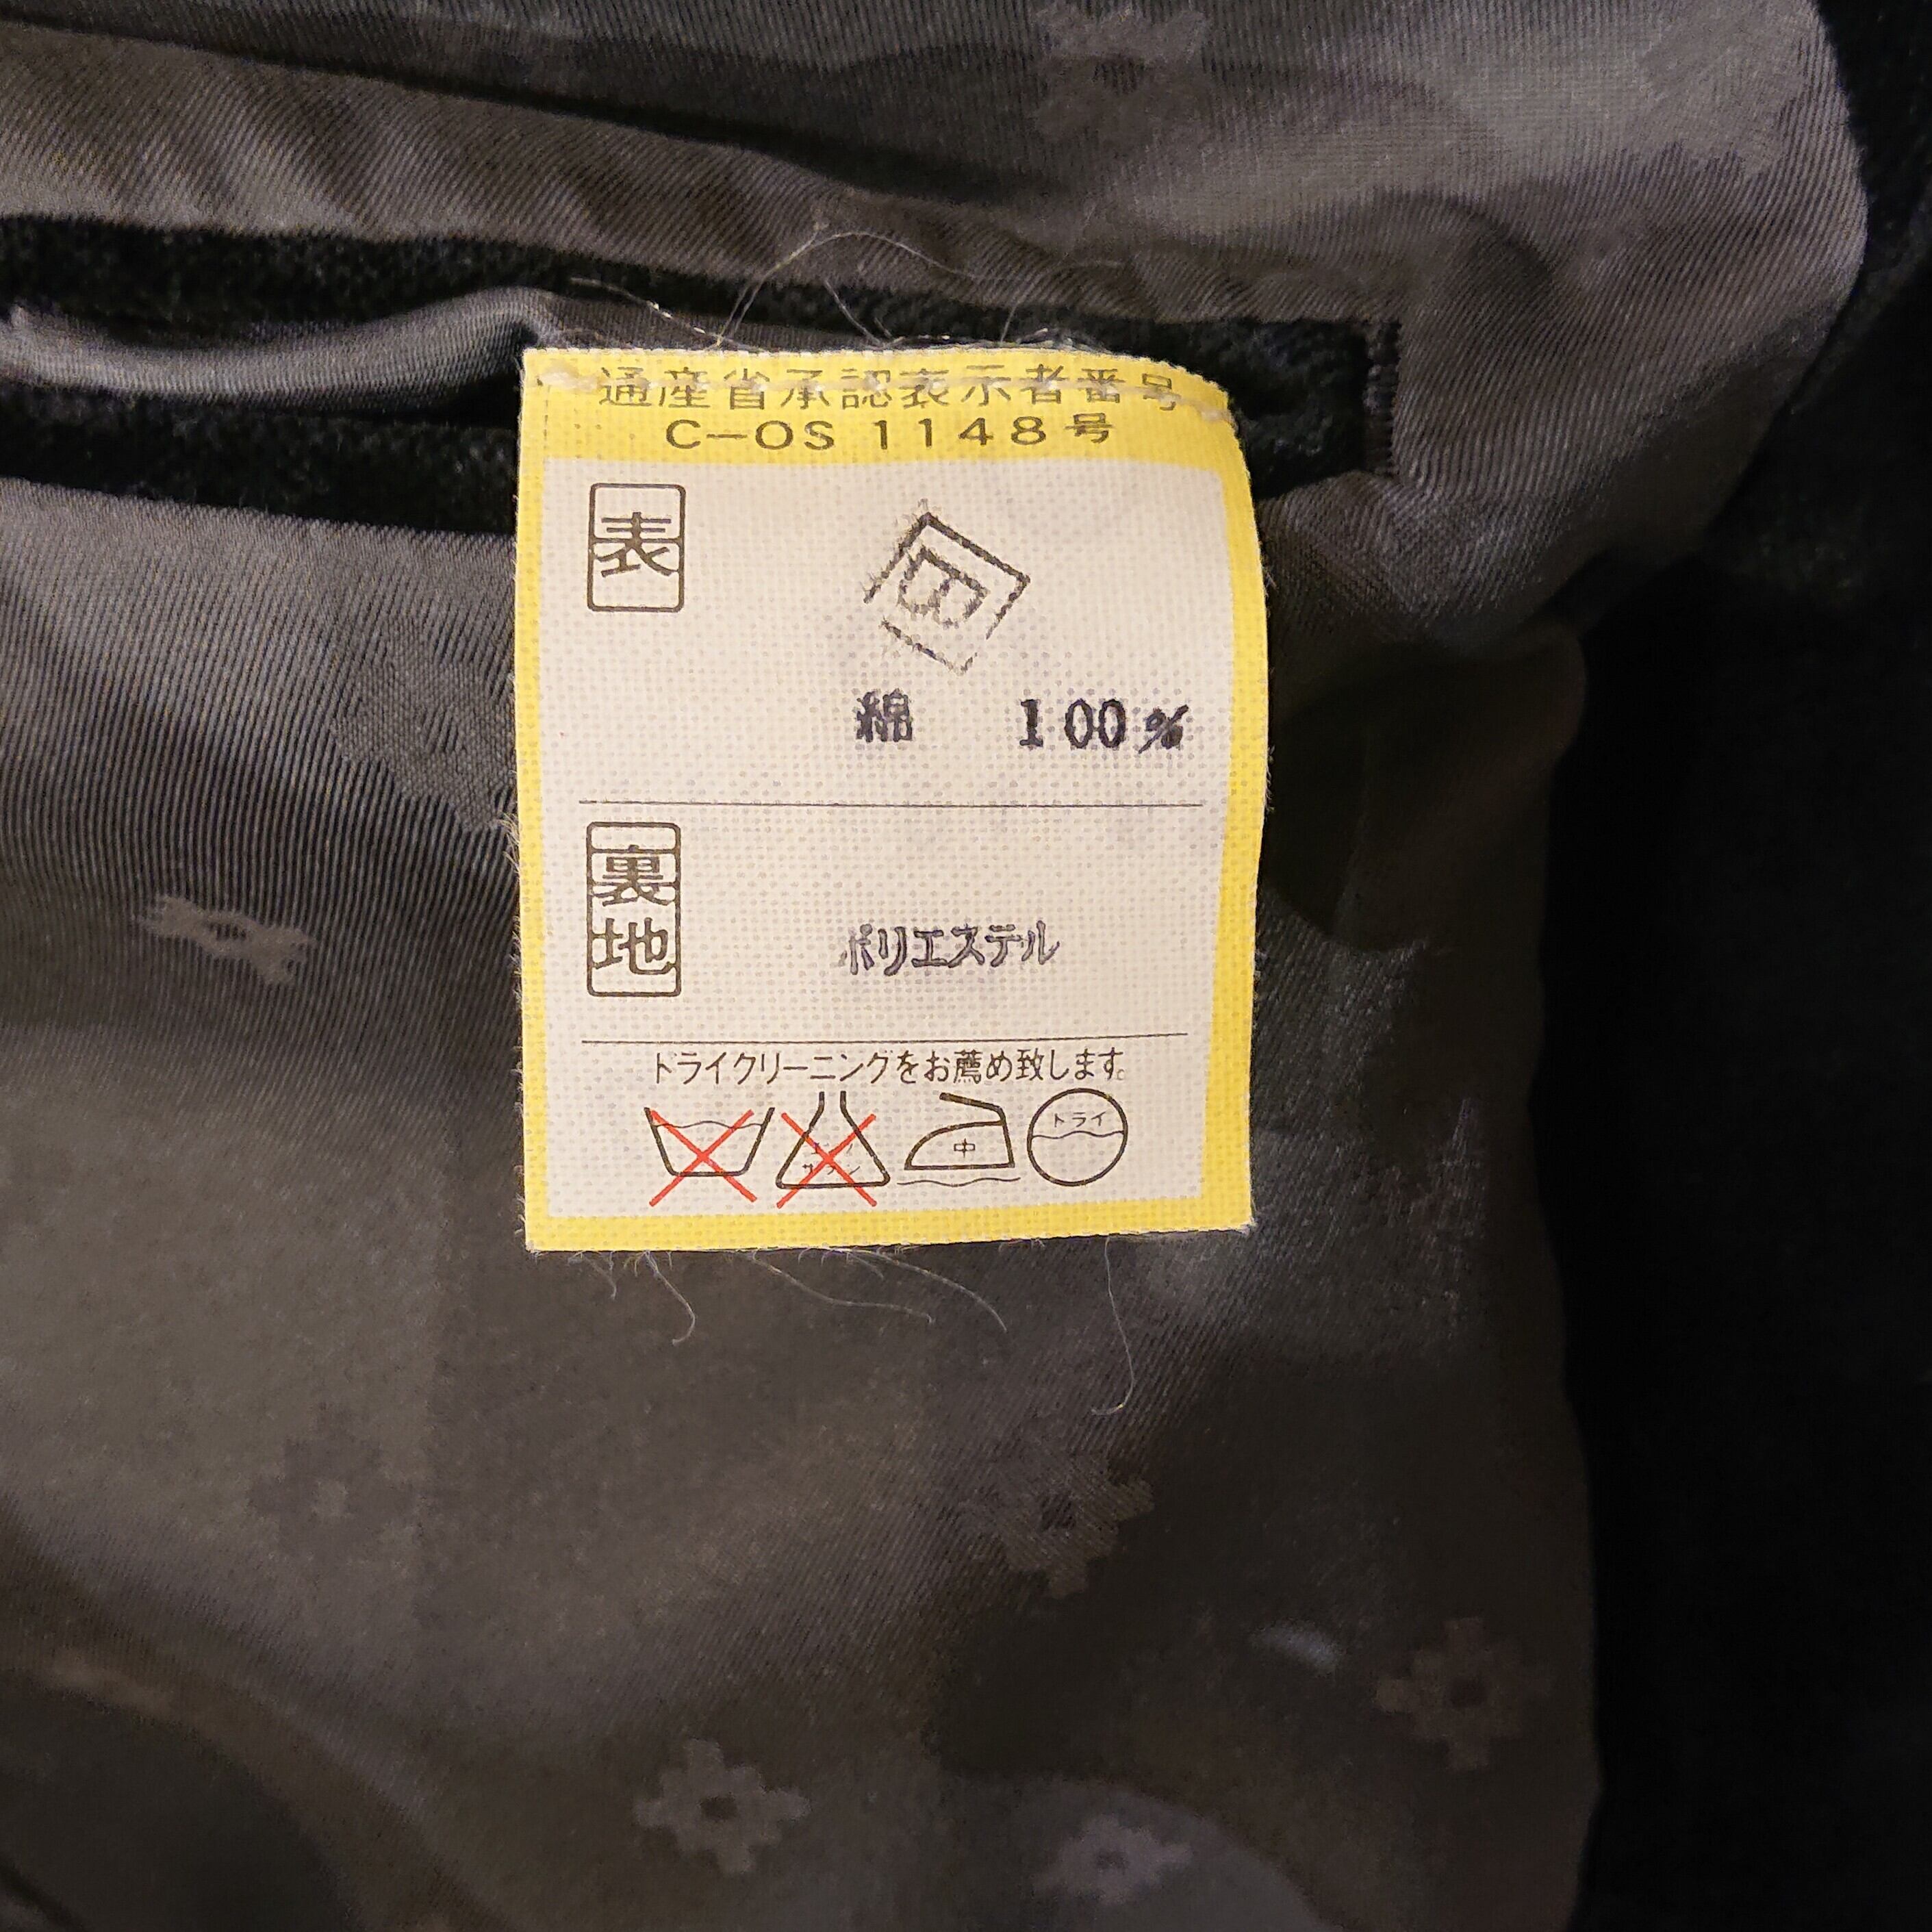 通産省承認表示者番号
C-OS 1148号
表
綿 100%
裏地
ポリエステル
ドライクリーニングをお薦め致します。
中
ドライ